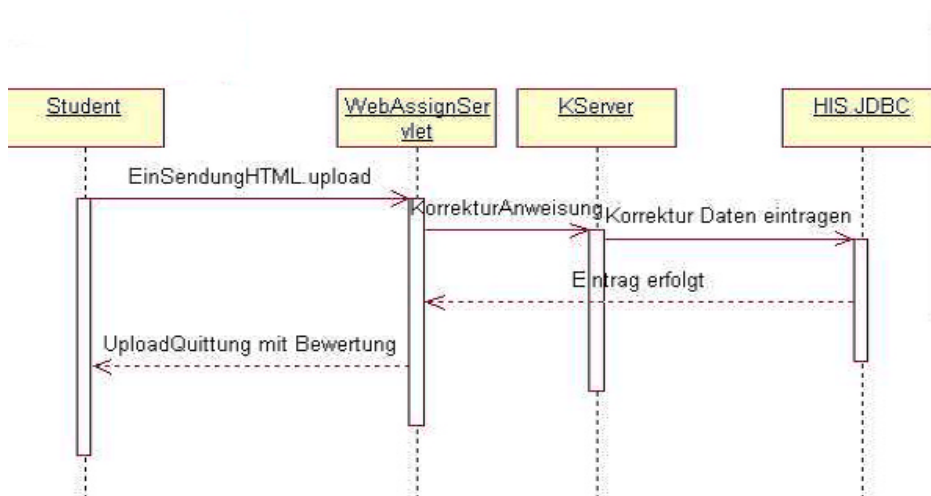 Student
WebAssignSer
vlet
KServer
HIS.JDBC
EinSendungHTML.upload
KorrekturAnweisung
Korrektur Daten eintragen
Eintrag erfolgt
UploadQuittung mit Bewertung